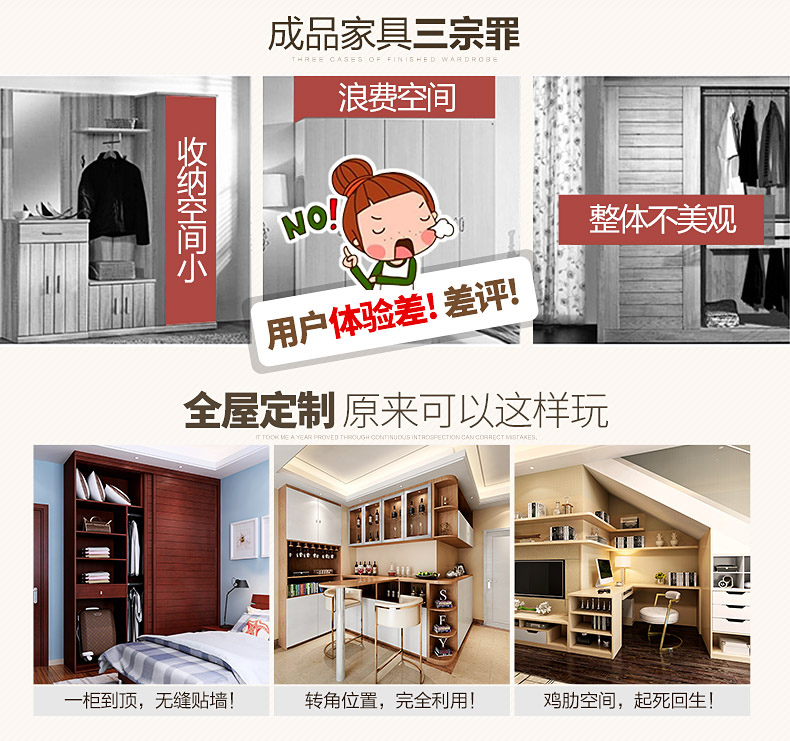 成品家具三宗罪
THREE CASES OF FINISHED WARDROBE
收纳空间小
浪费空间
整体不美观
NO!
用户体验差!差评!
全屋定制 原来可以这样玩
IT TOOK ME A YEAR PROVED THROUGH CONTINUOUS INTROSPECTION CAN CORRECT MISTAKES.
SFY
一柜到顶，无缝贴墙!
转角位置，完全利用!
鸡肋空间，起死回生!